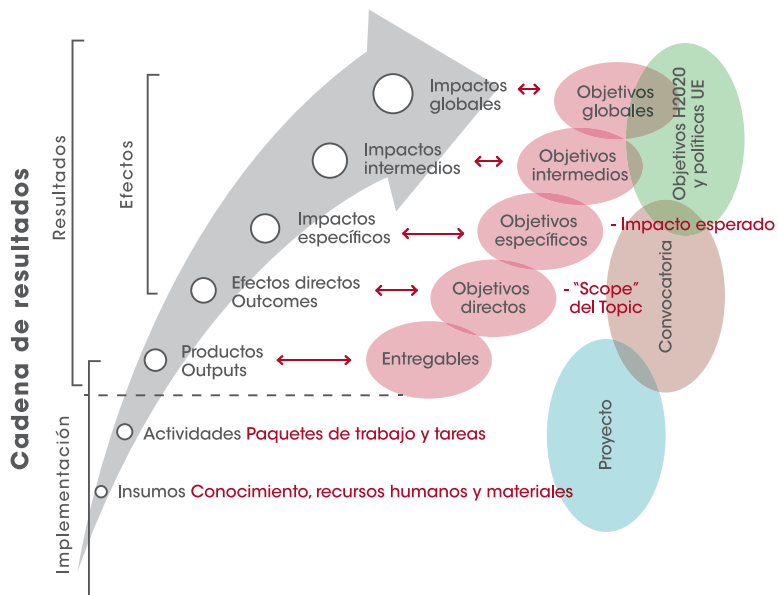 Cadena de resultados
Resultados
Efectos
Implementación
Impactos
globales
Objetivos
globales
Impactos
intermedios
Objetivos
intermedios
Impactos
específicos
Objetivos
específicos
- Impacto esperado
Efectos directos
Outcomes
Objetivos
directos
- "Scope"
del Topic
Productos
Outputs
Entregables
Actividades Paquetes de trabajo y tareas
Insumos Conocimiento, recursos humanos y materiales
Objetivos H2020
y políticas UE
Convocatoria
Proyecto